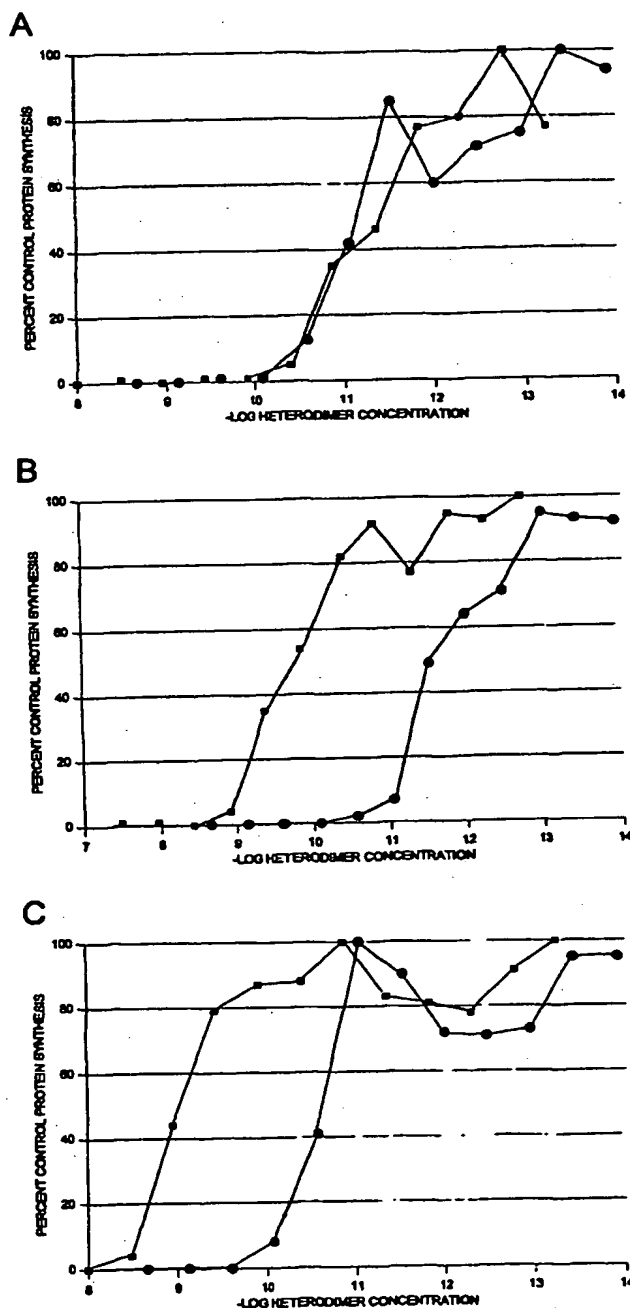 A
PERCENT CONTROL PROTEIN SYNTHESIS
100
80
60
40
20
0
8 9 10 11 12 13 14
-LOG HETERODIMER CONCENTRATION
B
PERCENT CONTROL PROTEIN SYNTHESIS
100
80
60
40
20
0
7 8 9 10 11 12 13 14
-LOG HETERODIMER CONCENTRATION
C
PERCENT CONTROL PROTEIN SYNTHESIS
100
80
60
40
20
0
8 9 10 11 12 13 14
-LOG HETERODIMER CONCENTRATION